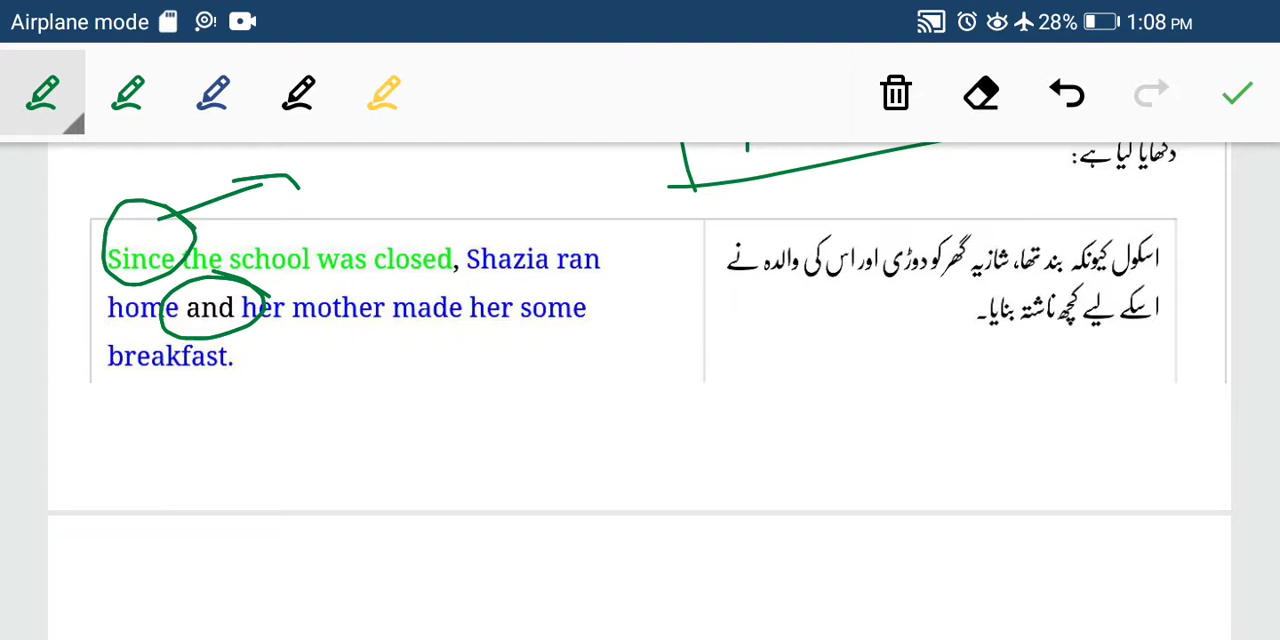 Airplane mode
28% 1:08 PM
دکھایا گیا ہے:
Since the school was closed, Shazia ran
home and her mother made her some
breakfast.
اسکول کیونکہ بند تھا، شازیہ گھر کو دوڑی اور اس کی والدہ نے
اسکے لیے کچھ ناشتہ بنایا۔